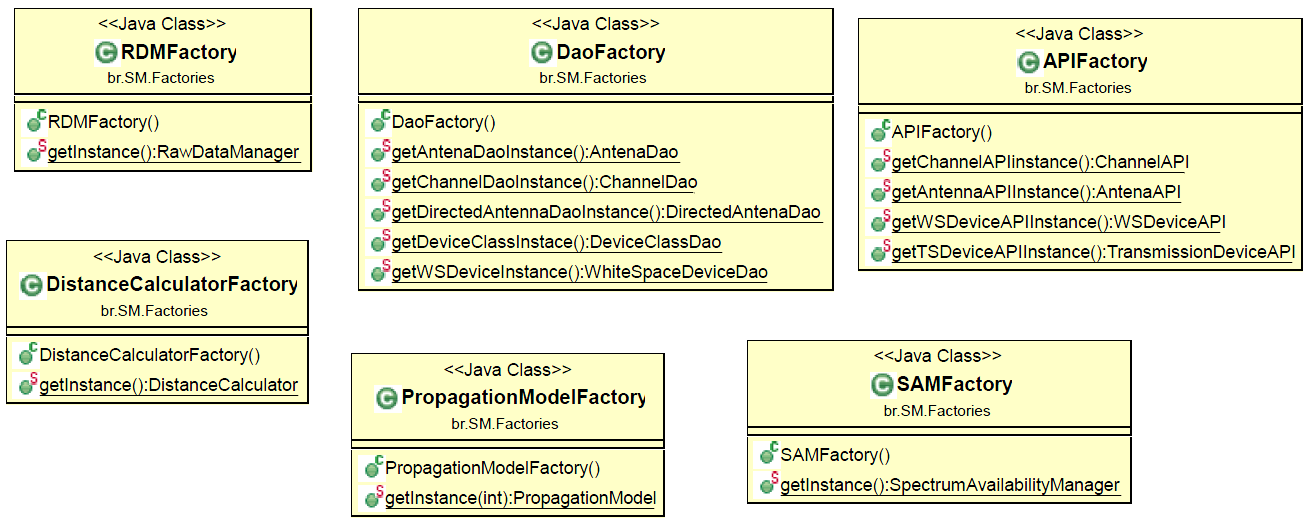 <<Java Class>>
RDMFactory
br.SM.Factories
RDMFactory()
getInstance():RawDataManager
<<Java Class>>
DaoFactory
br.SM.Factories
DaoFactory()
getAntenaDaoInstance():AntenaDao
getChannelDaoInstance():ChannelDao
getDirectedAntennaDaoInstance():DirectedAntenaDao
getDeviceClassInstace():DeviceClassDao
getWSDeviceInstance():WhiteSpaceDeviceDao
<<Java Class>>
APIFactory
br.SM.Factories
APIFactory()
getChannelAPIinstance():ChannelAPI
getAntennaAPIInstance():AntenaAPI
getWSDeviceAPIInstance():WSDeviceAPI
getTSDeviceAPIInstance():TransmissionDeviceAPI
<<Java Class>>
DistanceCalculatorFactory
br.SM.Factories
DistanceCalculatorFactory()
getInstance():DistanceCalculator
<<Java Class>>
PropagationModelFactory
br.SM.Factories
PropagationModelFactory()
getInstance(int):PropagationModel
<<Java Class>>
SAMFactory
br.SM.Factories
SAMFactory()
getInstance():SpectrumAvailabilityManager